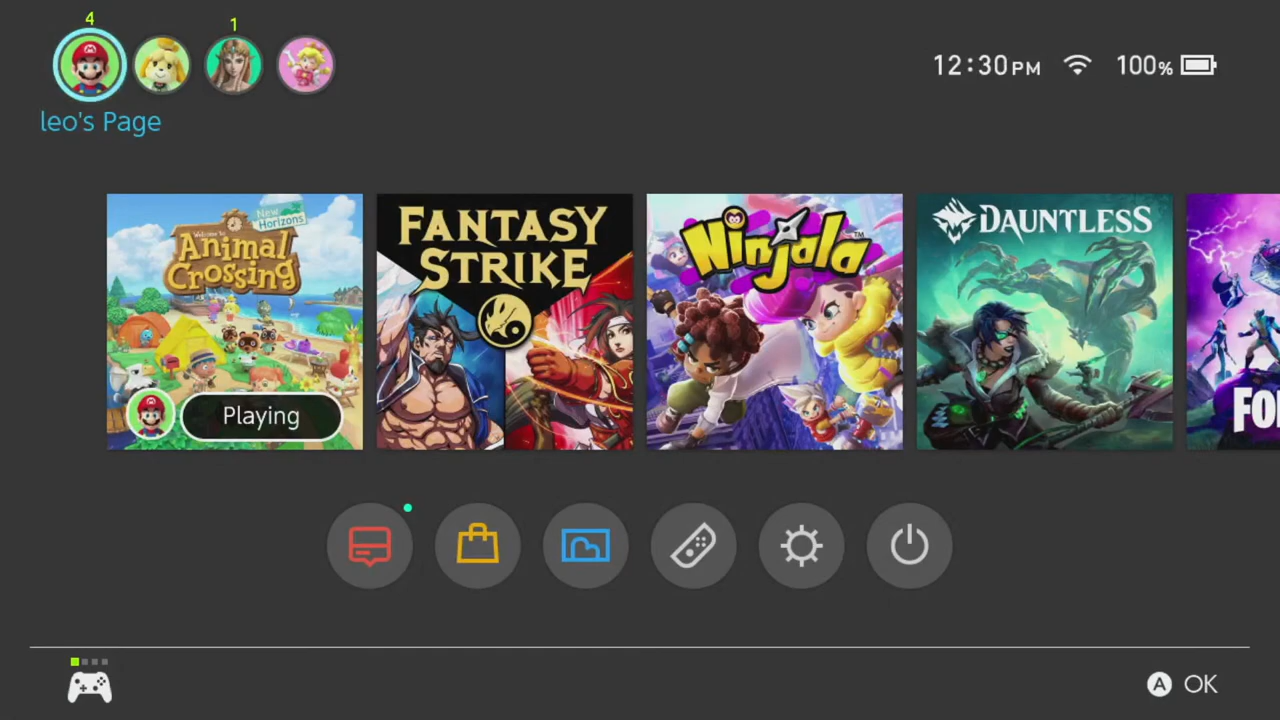 4
1
12:30PM
100%
leo's Page
New
Horizons
Welcome to
Animal
Crossing
Playing
FANTASY
STRIKE
Ninjala™
DAUNTLESS
FO
A OK